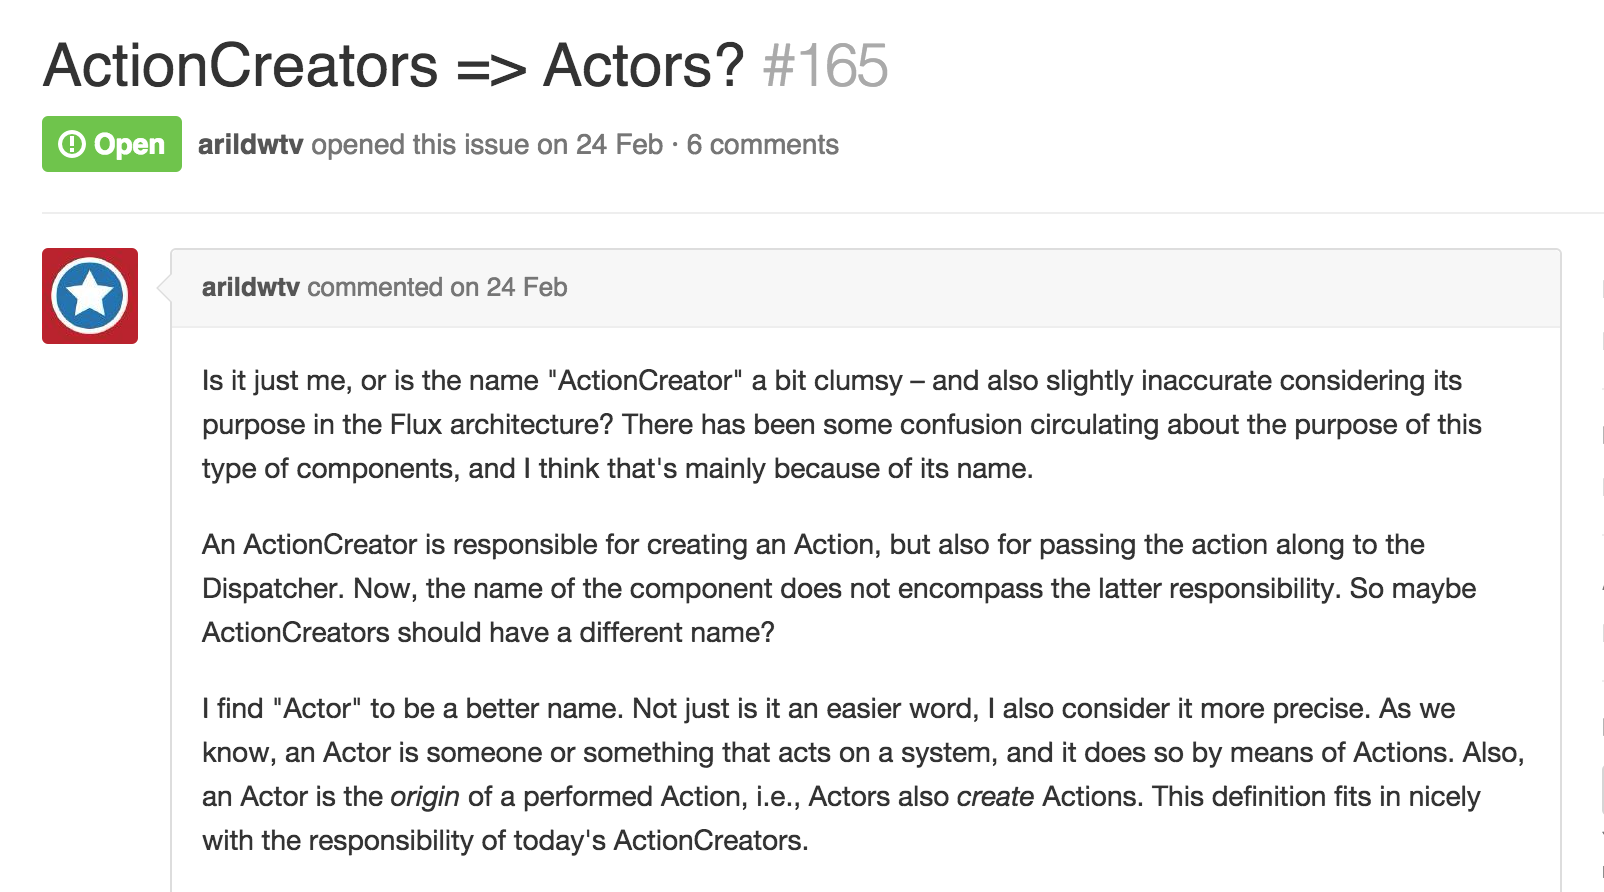 ActionCreators => Actors? #165
Open arildwtv opened this issue on 24 Feb · 6 comments
arildwtv commented on 24 Feb
Is it just me, or is the name "ActionCreator" a bit clumsy – and also slightly inaccurate considering its
purpose in the Flux architecture? There has been some confusion circulating about the purpose of this
type of components, and I think that's mainly because of its name.
An ActionCreator is responsible for creating an Action, but also for passing the action along to the
Dispatcher. Now, the name of the component does not encompass the latter responsibility. So maybe
ActionCreators should have a different name?
I find "Actor" to be a better name. Not just is it an easier word, I also consider it more precise. As we
know, an Actor is someone or something that acts on a system, and it does so by means of Actions. Also,
an Actor is the origin of a performed Action, i.e., Actors also create Actions. This definition fits in nicely
with the responsibility of today's ActionCreators.